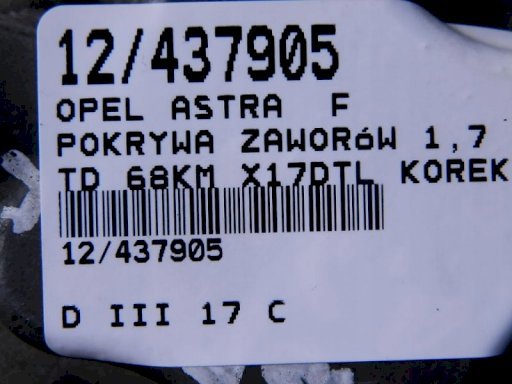 12/437905
OPEL ASTRA F
POKRYWA ZAWORóW 1,7
TD 68KM X17DTL KOREK
12/437905
D III 17 C